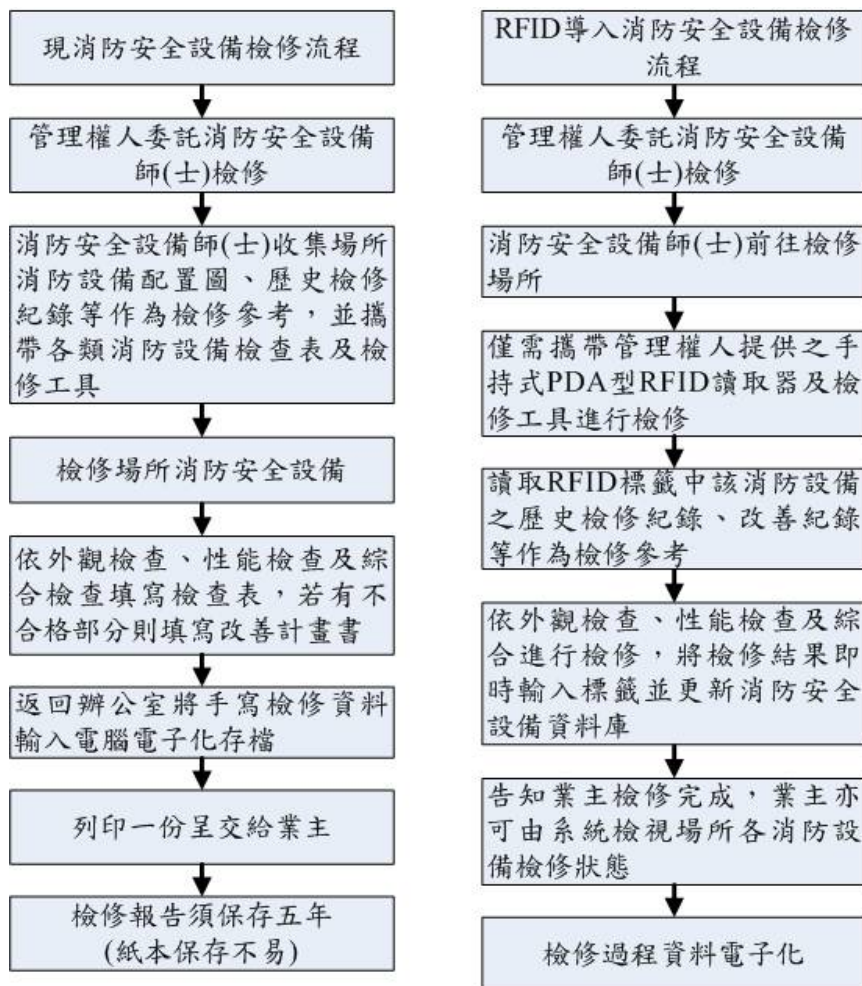 現消防安全設備檢修流程
管理權人委託消防安全設備
師(士)檢修
消防安全設備師(士)收集場所
消防設備配置圖、歷史檢修
紀錄等作為檢修參考，並攜
帶各類消防設備檢查表及檢
修工具
檢修場所消防安全設備
依外觀檢查、性能檢查及綜
合檢查填寫檢查表，若有不
合格部分則填寫改善計畫書
返回辦公室將手寫檢修資料
輸入電腦電子化存檔
列印一份呈交給業主
檢修報告須保存五年
(紙本保存不易)
RFID導入消防安全設備檢修
流程
管理權人委託消防安全設備
師(士)檢修
消防安全設備師(士)前往檢修
場所
僅需攜帶管理權人提供之手
持式PDA型RFID讀取器及檢
修工具進行檢修
讀取RFID標籤中該消防設備
之歷史檢修紀錄、改善紀錄
等作為檢修參考
依外觀檢查、性能檢查及綜
合進行檢修，將檢修結果即
時輸入標籤並更新消防安全
設備資料庫
告知業主檢修完成，業主亦
可由系統檢視場所各消防設
備檢修狀態
檢修過程資料電子化